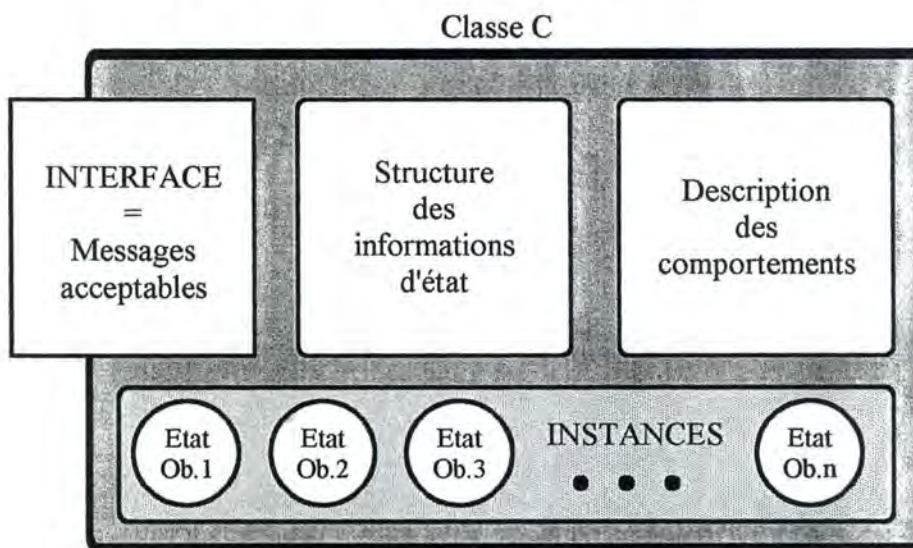 Classe C
INTERFACE
=
Messages
acceptables
Structure
des
informations
d'état
Description
des
comportements
Etat
Ob.1
Etat
Ob.2
Etat
Ob.3
INSTANCES
• • •
Etat
Ob.n